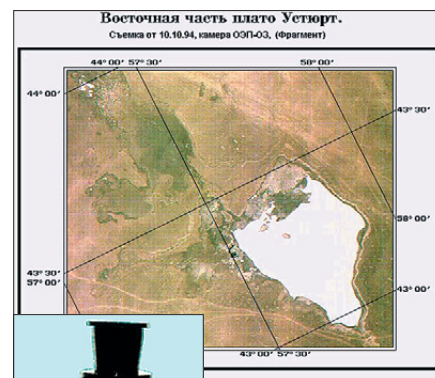 Восточная часть плато Устюрт.
Съемка от 10.10.94, камера ОЭП-ОЗ, (Фрагмент)
44° 00' 57° 30'
58° 00'
44° 00'
43° 30'
58° 00'
43° 30'
57° 00'
43° 00'
43° 00' 57° 30'